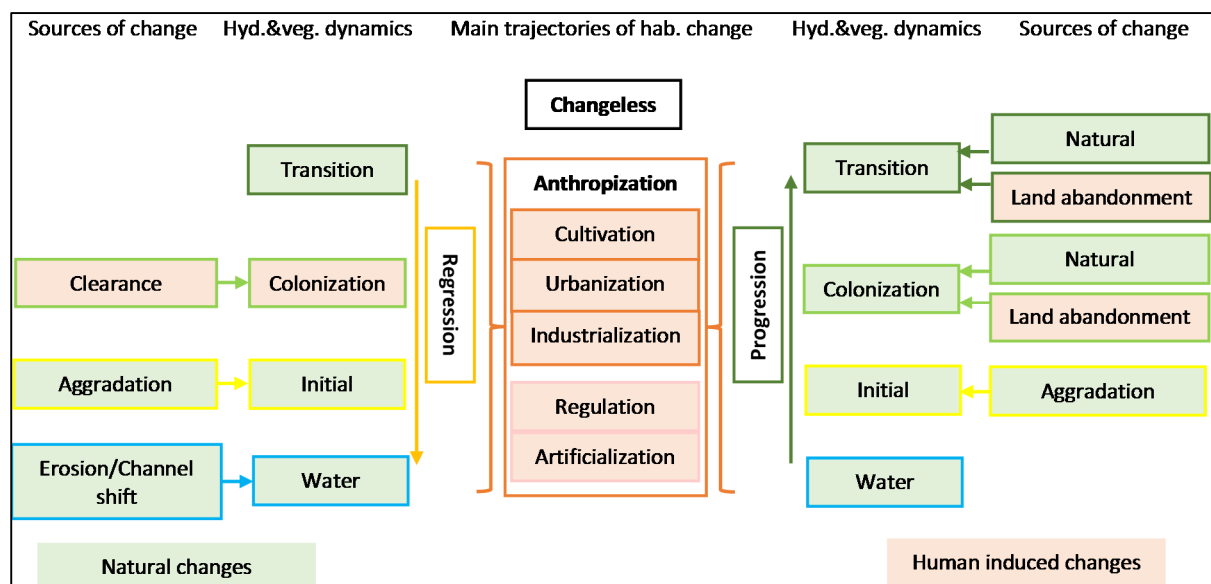 Sources of change
Hyd.&veg. dynamics
Main trajectories of hab. change
Hyd.&veg. dynamics
Sources of change
Changeless
Transition
Clearance
Colonization
Aggradation
Initial
Erosion/Channel
shift
Water
Regression
Anthropization
Cultivation
Urbanization
Industrialization
Regulation
Artificialization
Progression
Transition
Natural
Land abandonment
Colonization
Natural
Land abandonment
Initial
Aggradation
Water
Natural changes
Human induced changes